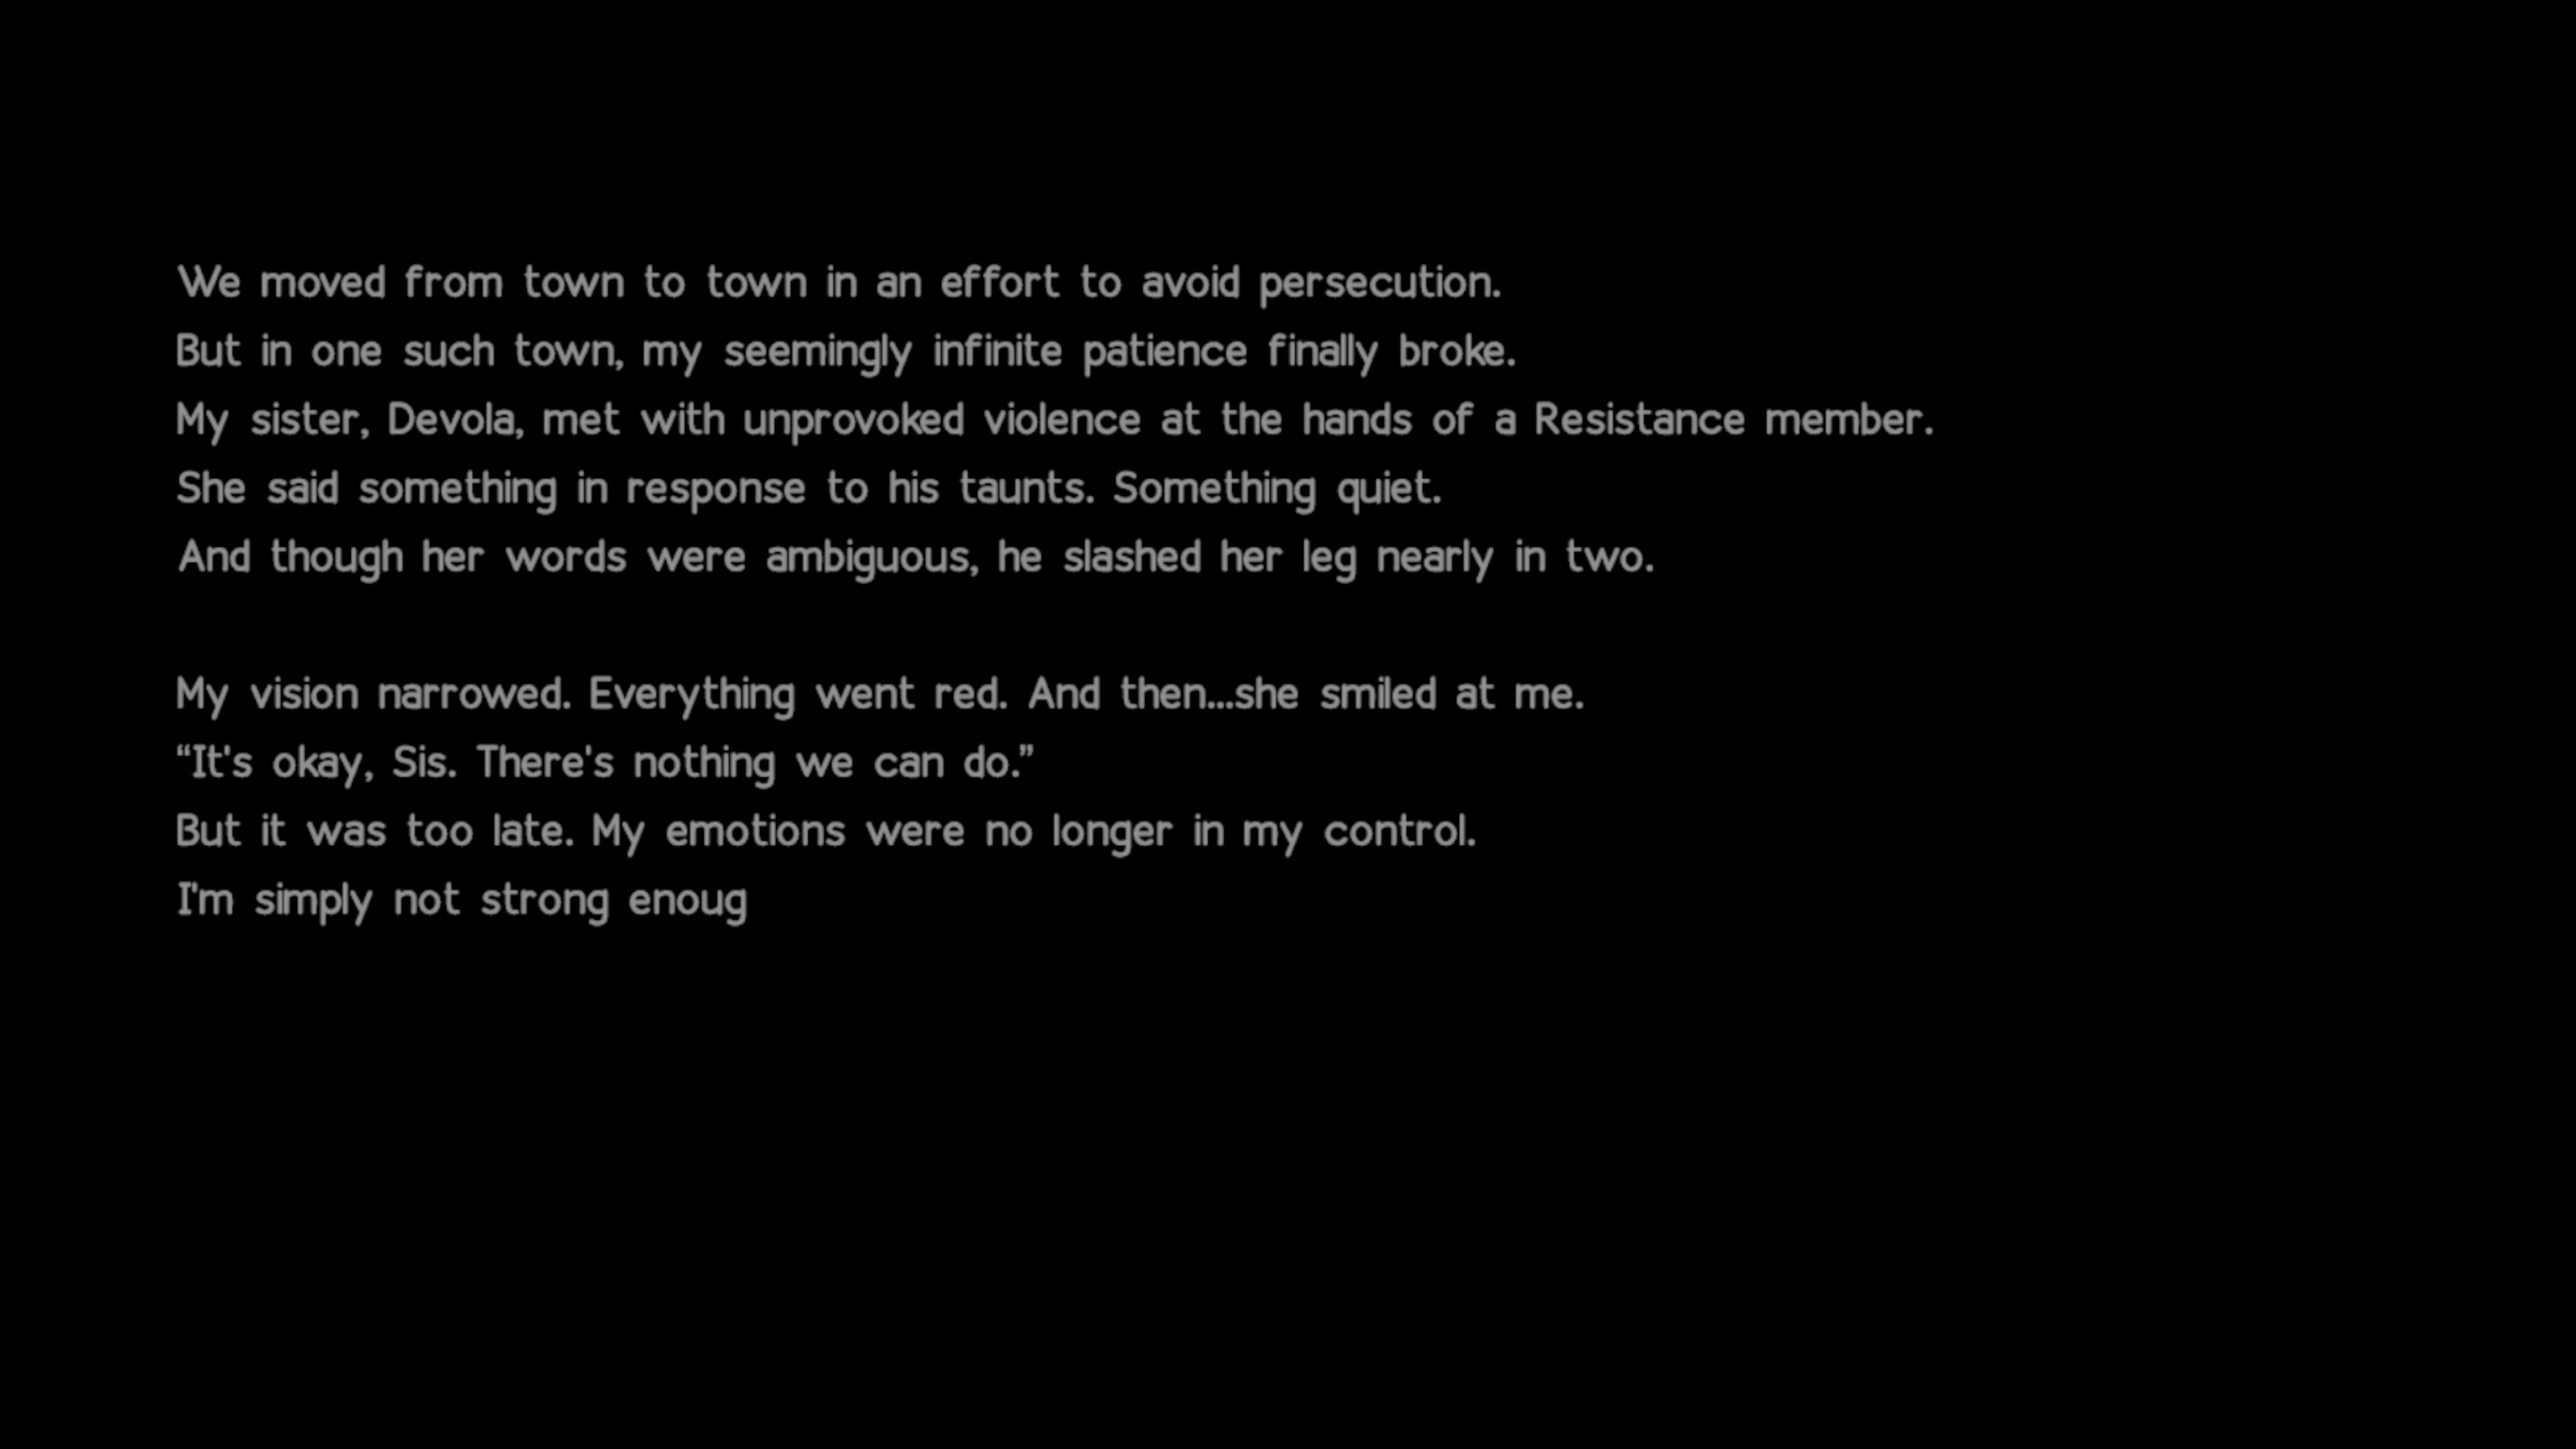 We moved from town to town in an effort to avoid persecution.
But in one such town, my seemingly infinite patience finally broke.
My sister, Devola, met with unprovoked violence at the hands of a Resistance member.
She said something in response to his taunts. Something quiet.
And though her words were ambiguous, he slashed her leg nearly in two.
My vision narrowed. Everything went red. And then...she smiled at me.
“It's okay, Sis. There's nothing we can do.”
But it was too late. My emotions were no longer in my control.
I'm simply not strong enoug